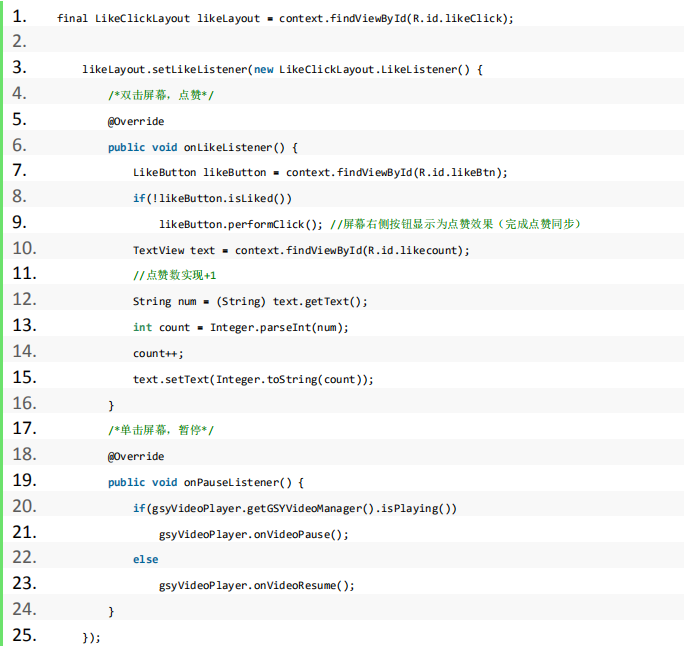 1. final LikeClickLayout likeLayout = context.findViewById(R.id.likeClick);
2.
3. likeLayout.setLikeListener(new LikeClickLayout.LikeListener() {
4. /*双击屏幕，点赞*/
5. @Override
6. public void onLikeListener() {
7. LikeButton likeButton = context.findViewById(R.id.likeBtn);
8. if(!likeButton.isLiked())
9. likeButton.performClick(); //屏幕右侧按钮显示为点赞效果（完成点赞同步）
10. TextView text = context.findViewById(R.id.likecount);
11. //点赞数实现+1
12. String num = (String) text.getText();
13. int count = Integer.parseInt(num);
14. count++;
15. text.setText(Integer.toString(count));
16. }
17. /*单击屏幕，暂停*/
18. @Override
19. public void onPauseListener() {
20. if(gsyVideoPlayer.getGSYVideoManager().isPlaying())
21. gsyVideoPlayer.onVideoPause();
22. else
23. gsyVideoPlayer.onVideoResume();
24. }
25. });